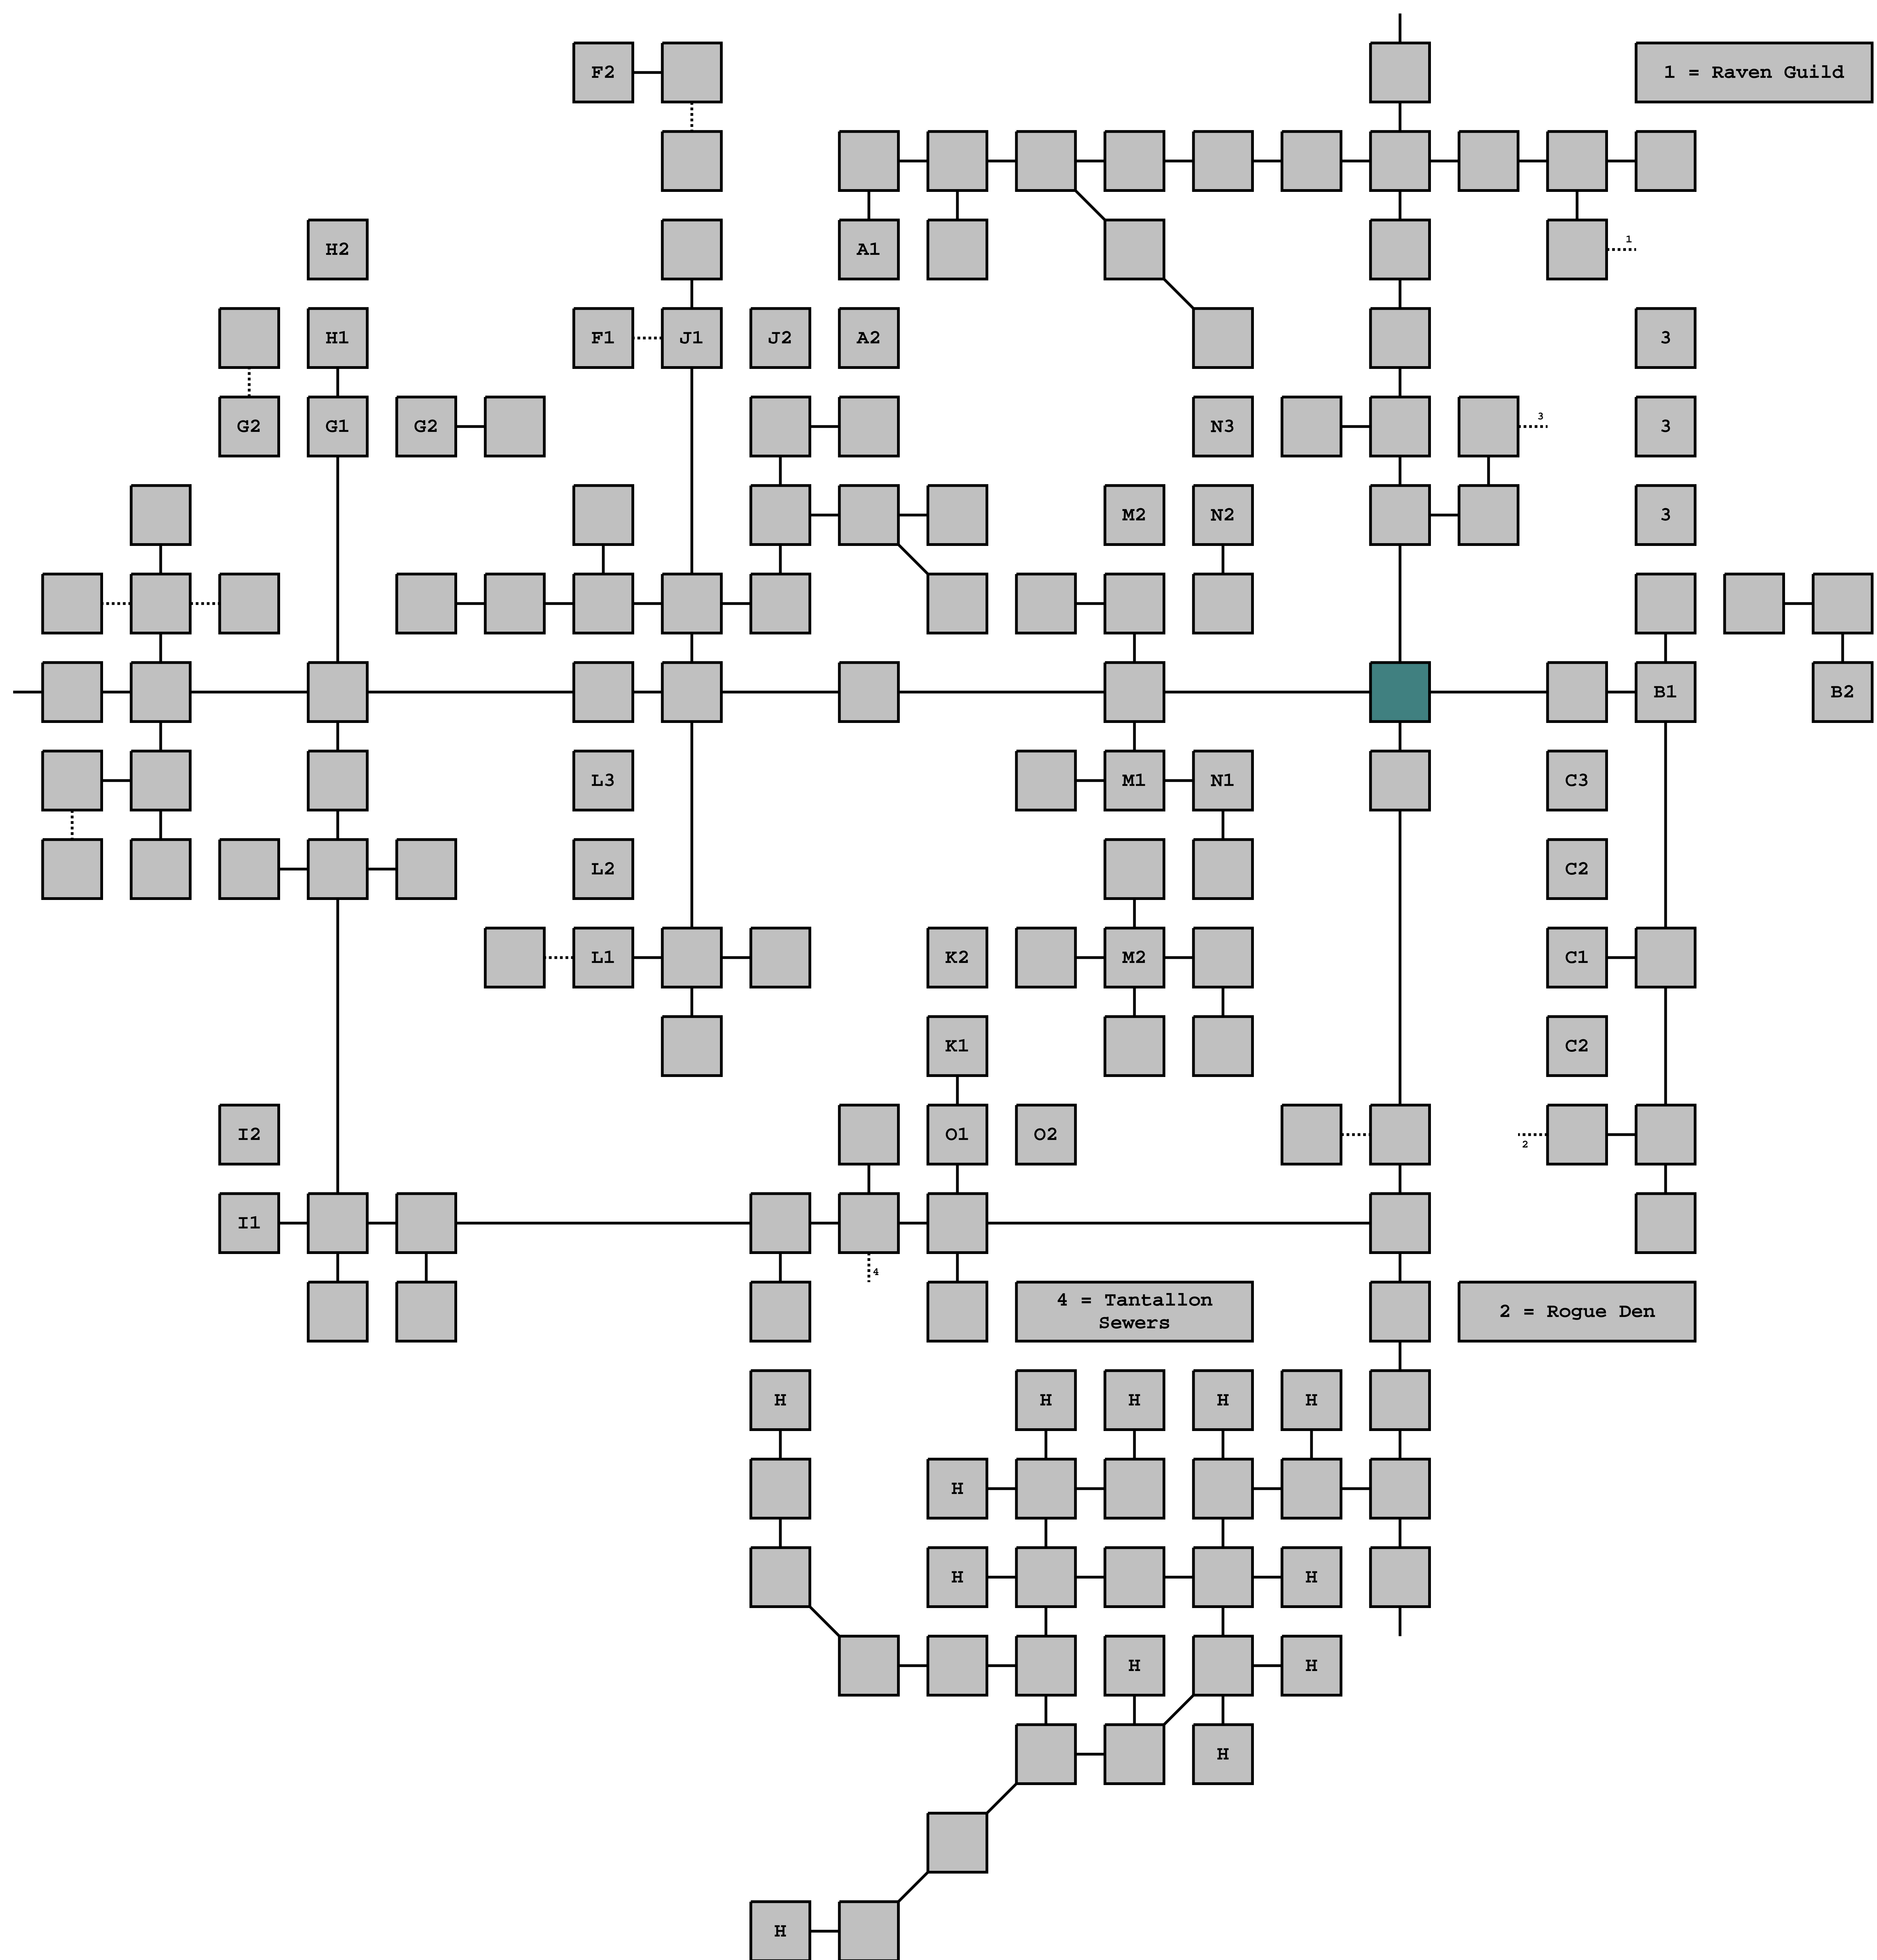 F2
1 = Raven Guild
H2
A1
1
H1
F1
J1
J2
A2
3
G2
G1
G2
N3
3
3
M2
N2
3
B1
B2
L3
M1
N1
C3
L2
C2
L1
K2
M2
C1
K1
C2
I2
O1
O2
2
I1
4
4 = Tantallon
Sewers
2 = Rogue Den
H
H
H
H
H
H
H
H
H
H
H
H